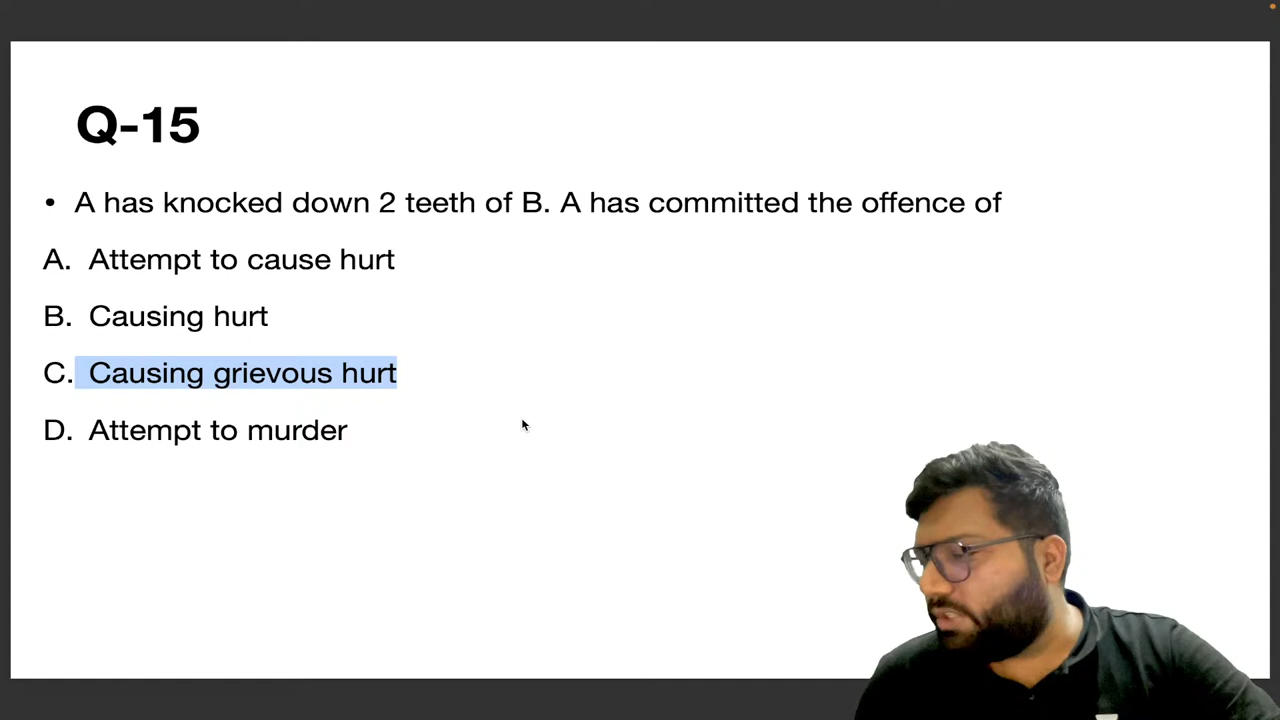 Q-15
• A has knocked down 2 teeth of B. A has committed the offence of
A. Attempt to cause hurt
B. Causing hurt
C. Causing grievous hurt
D. Attempt to murder